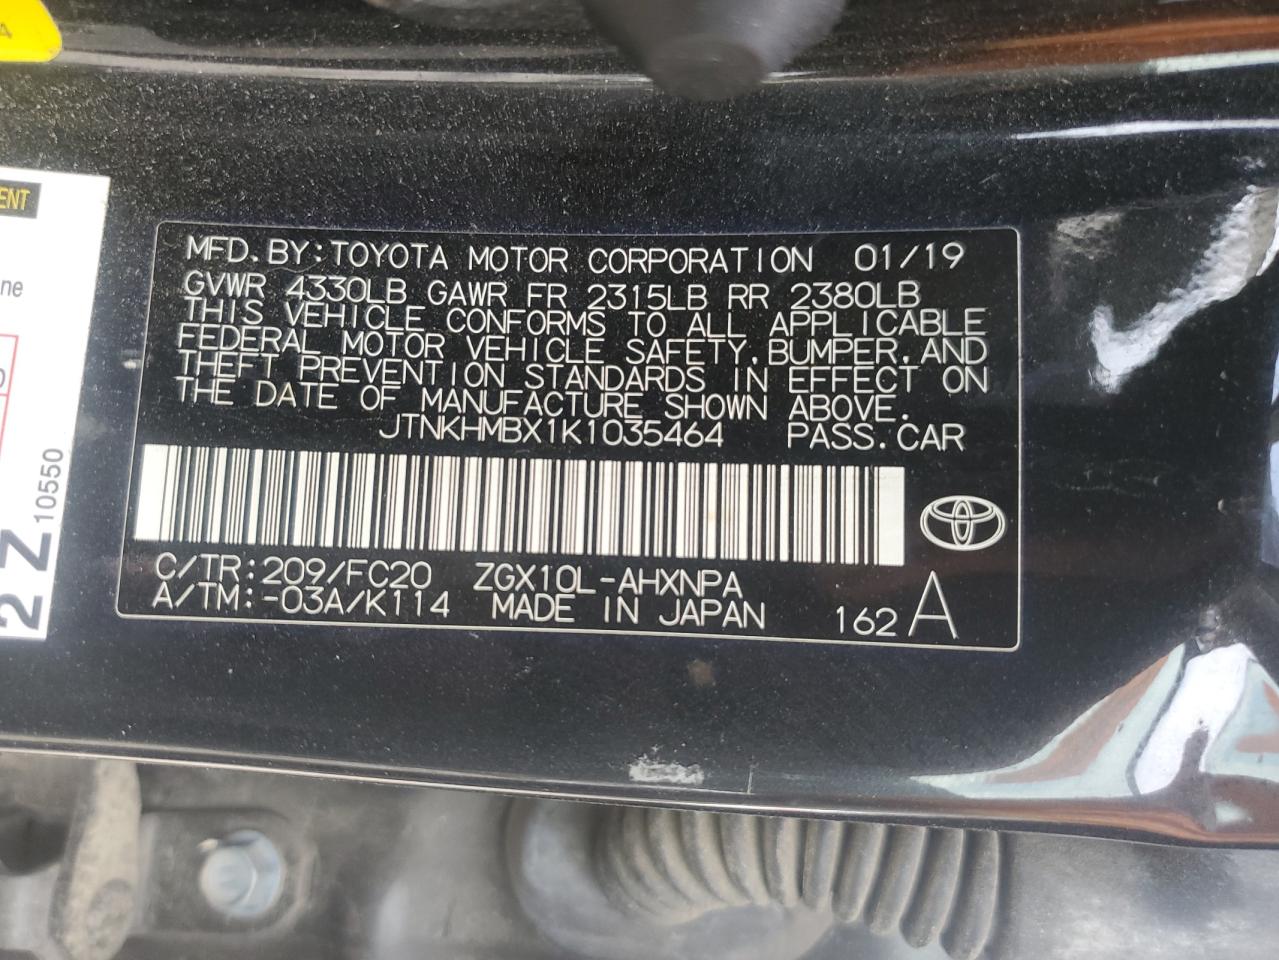 4
ENT
ne
2 Z
10550
MFD.BY:TOYOTA MOTOR CORPORATION 01/19
GVWR 4330LB GAWR FR 2315LB RR 2380LB
THIS VEHICLE CONFORMS TO ALL APPLICABLE
FEDERAL MOTOR VEHICLE SAFETY,BUMPER,AND
THEFT PREVENTION STANDARDS IN EFFECT ON
THE DATE OF MANUFACTURE SHOWN ABOVE.
JTNKHMBX1K1035464 PASS.CAR
C/TR:209/FC20 ZGX10L-AHXNPA
A/TM:-03A/K114 MADE IN JAPAN 162 A